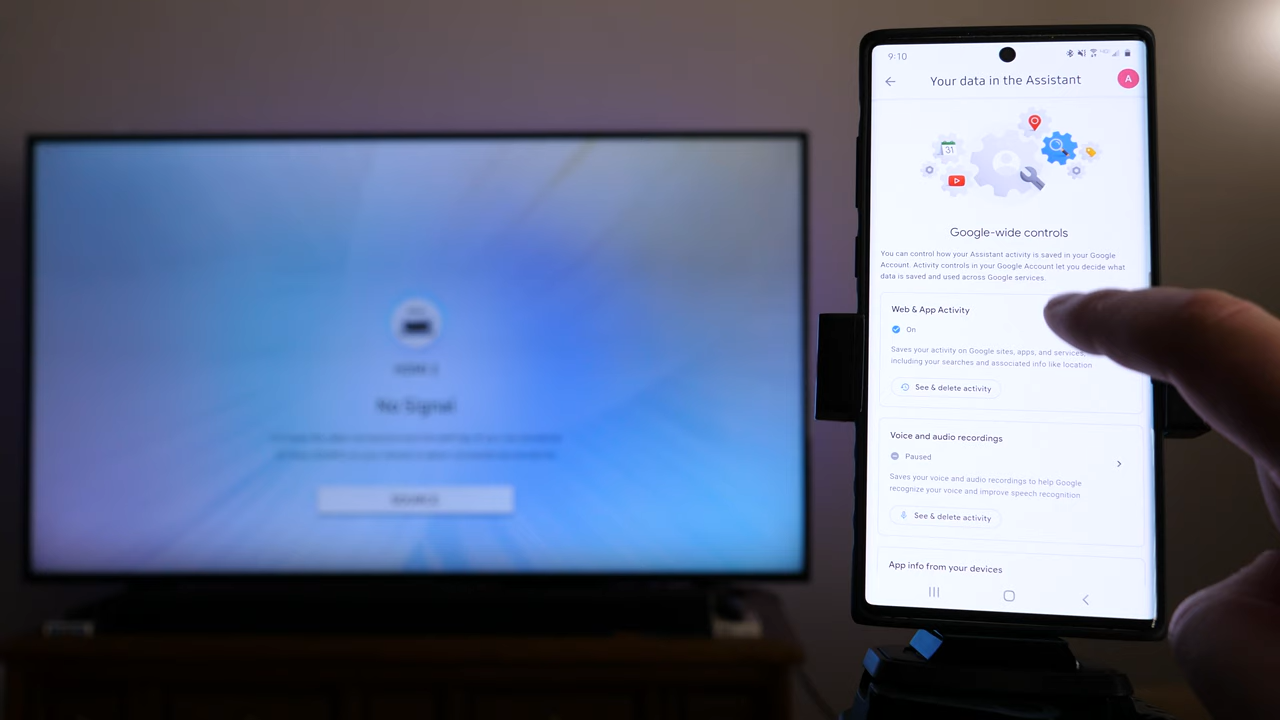 No Signal
9:10
Your data in the Assistant
A
31
Google-wide controls
You can control how your Assistant activity is saved in your Google
Account. Activity controls in your Google Account let you decide what
data is saved and used across Google services.
Web & App Activity
On
Saves your activity on Google sites, apps, and services,
including your searches and associated info like location
See & delete activity
Voice and audio recordings
Paused
Saves your voice and audio recordings to help Google
recognize your voice and improve speech recognition
See & delete activity
App info from your devices